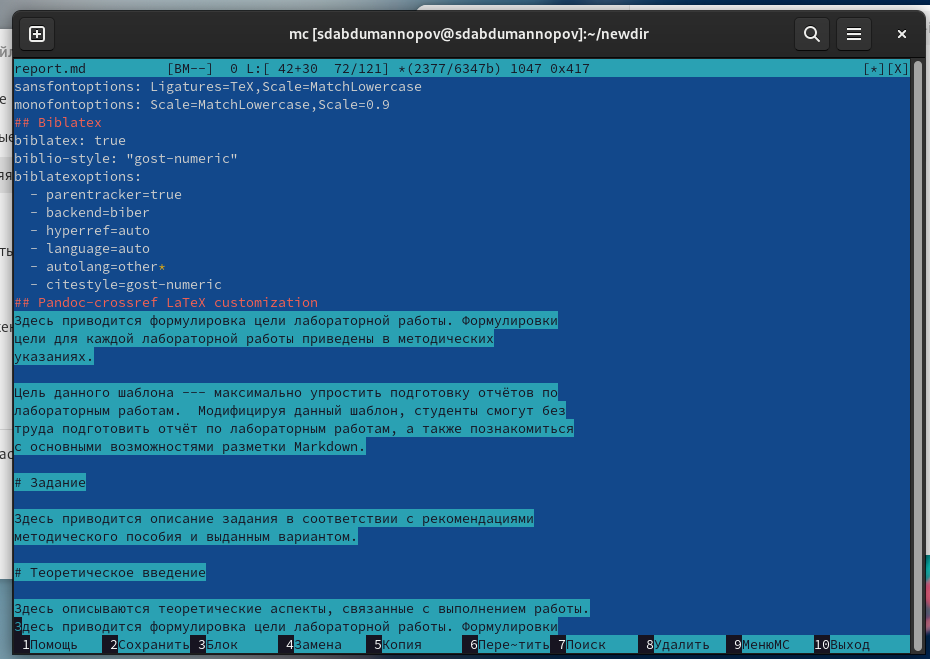 mc [sdabdumannopov@sdabdumannopov]:~/newdir
report.md          [BM--]  0 L:[ 42+30  72/121] *(2377/6347b) 1047 0x417                                  [*][X]
sansfontoptions: Ligatures=TeX,Scale=MatchLowercase
monofontoptions: Scale=MatchLowercase,Scale=0.9
## Biblatex
biblatex: true
biblio-style: "gost-numeric"
biblatexoptions:
  - parentracker=true
  - backend=biber
  - hyperref=auto
  - language=auto
  - autolang=other*
  - citestyle=gost-numeric
## Pandoc-crossref LaTeX customization
Здесь приводится формулировка цели лабораторной работы. Формулировки
цели для каждой лабораторной работы приведены в методических
указаниях.

Цель данного шаблона --- максимально упростить подготовку отчётов по
лабораторным работам.  Модифицируя данный шаблон, студенты смогут без
труда подготовить отчёт по лабораторным работам, а также познакомиться
с основными возможностями разметки Markdown.

# Задание

Здесь приводится описание задания в соответствии с рекомендациями
методического пособия и выданным вариантом.

# Теоретическое введение

Здесь описываются теоретические аспекты, связанные с выполнением работы.
Здесь приводится формулировка цели лабораторной работы. Формулировки
1Помощь 2Сохранить 3Блок 4Замена 5Копия 6Пере~тить 7Поиск 8Удалить 9МенюМС 10Выход